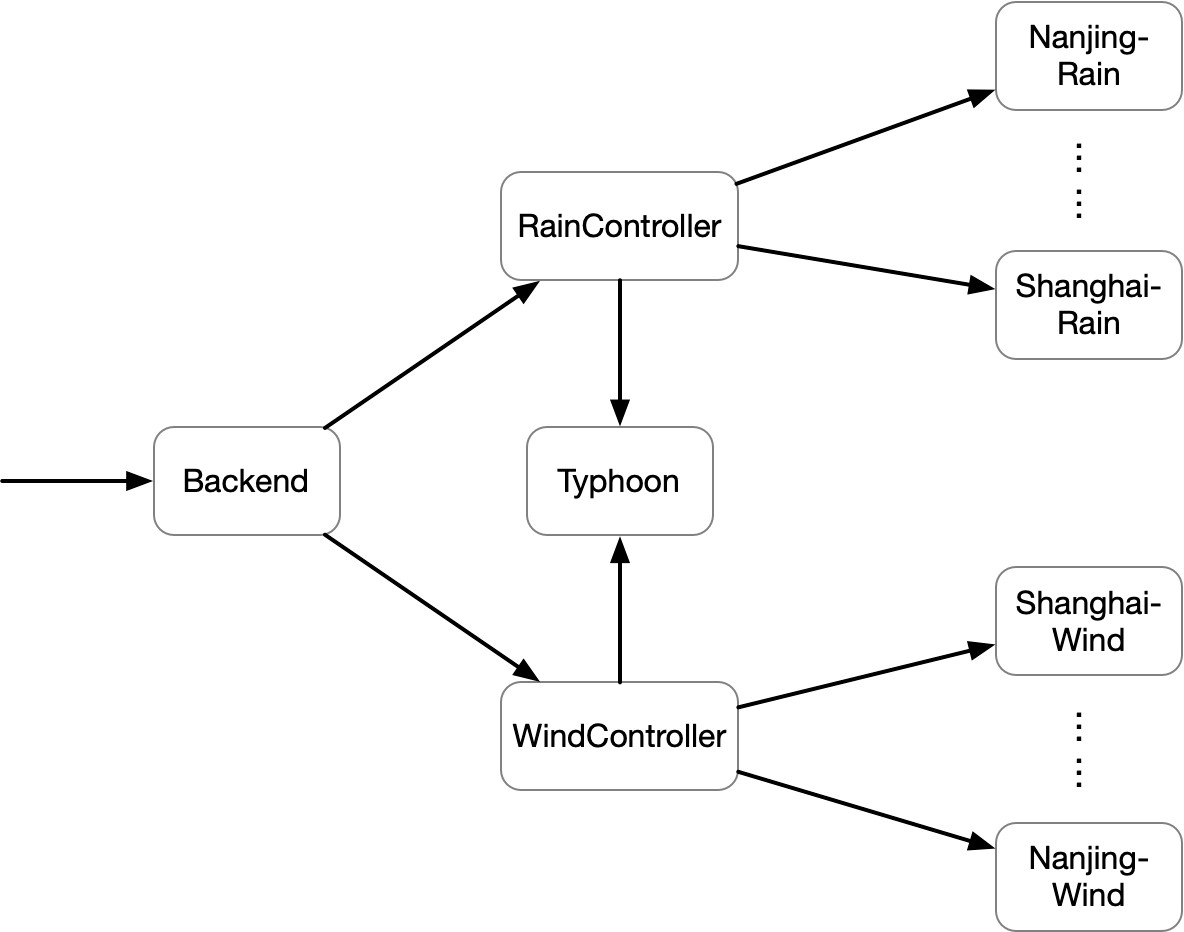 Nanjing-
Rain
RainController
Shanghai-
Rain
Backend
Typhoon
Shanghai-
Wind
WindController
Nanjing-
Wind